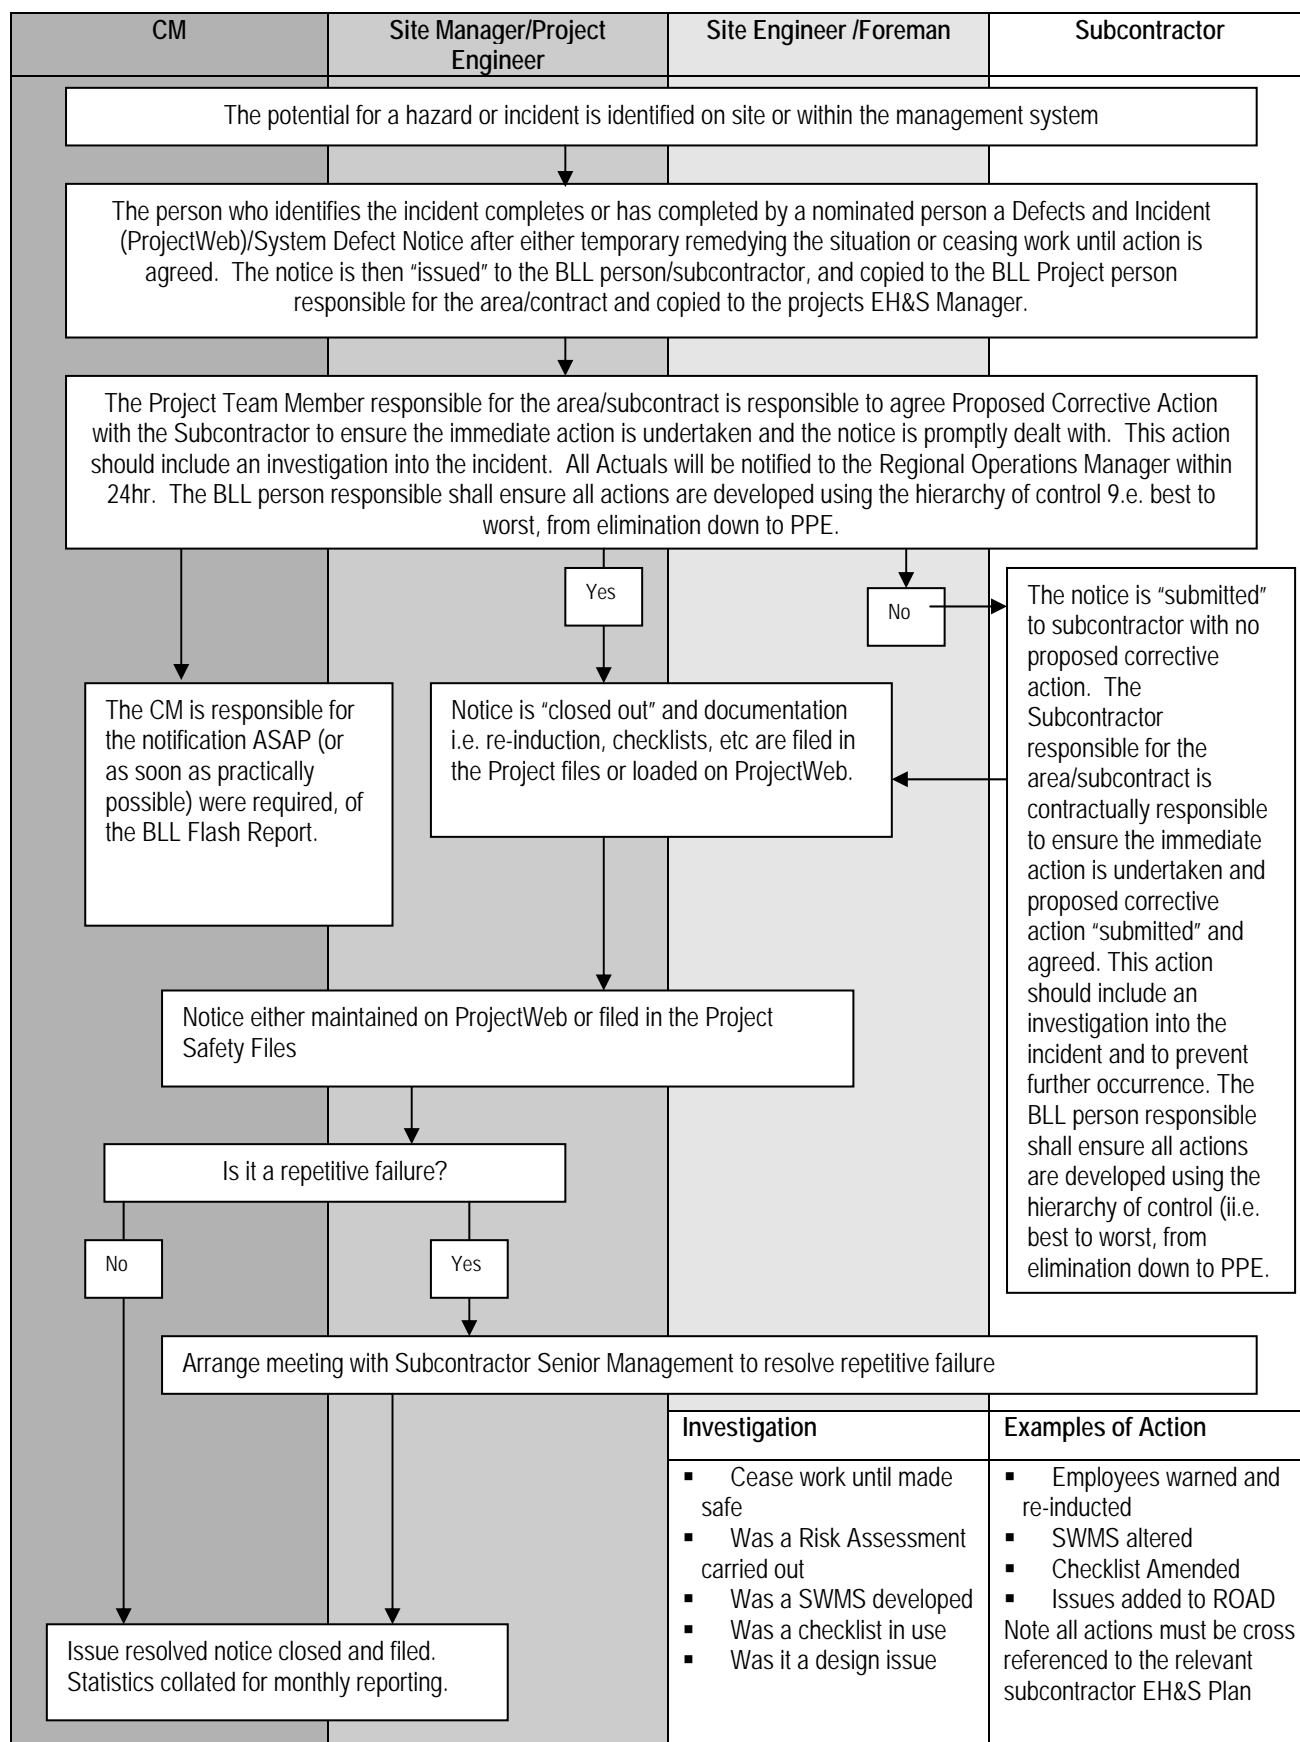 CM
Site Manager/Project
Engineer
Site Engineer /Foreman
Subcontractor
The potential for a hazard or incident is identified on site or within the management system
The person who identifies the incident completes or has completed by a nominated person a Defects and Incident
(ProjectWeb)/System Defect Notice after either temporary remedying the situation or ceasing work until action is
agreed. The notice is then “issued” to the BLL person/subcontractor, and copied to the BLL Project person
responsible for the area/contract and copied to the projects EH&S Manager.
The Project Team Member responsible for the area/subcontract is responsible to agree Proposed Corrective Action
with the Subcontractor to ensure the immediate action is undertaken and the notice is promptly dealt with. This action
should include an investigation into the incident. All Actuals will be notified to the Regional Operations Manager within
24hr. The BLL person responsible shall ensure all actions are developed using the hierarchy of control 9.e. best to
worst, from elimination down to PPE.
Yes
No
The CM is responsible for
the notification ASAP (or
as soon as practically
possible) were required, of
the BLL Flash Report.
Notice is “closed out” and documentation
i.e. re-induction, checklists, etc are filed in
the Project files or loaded on ProjectWeb.
The notice is “submitted”
to subcontractor with no
proposed corrective
action. The
Subcontractor
responsible for the
area/subcontract is
contractually responsible
to ensure the immediate
action is undertaken and
proposed corrective
action “submitted” and
agreed. This action
should include an
investigation into the
incident and to prevent
further occurrence. The
BLL person responsible
shall ensure all actions
are developed using the
hierarchy of control (ii.e.
best to worst, from
elimination down to PPE.
Notice either maintained on ProjectWeb or filed in the Project
Safety Files
Is it a repetitive failure?
No
Yes
Arrange meeting with Subcontractor Senior Management to resolve repetitive failure
Investigation
▪ Cease work until made
safe
▪ Was a Risk Assessment
carried out
▪ Was a SWMS developed
▪ Was a checklist in use
▪ Was it a design issue
Examples of Action
▪ Employees warned and
re-inducted
▪ SWMS altered
▪ Checklist Amended
▪ Issues added to ROAD
Note all actions must be cross
referenced to the relevant
subcontractor EH&S Plan
Issue resolved notice closed and filed.
Statistics collated for monthly reporting.